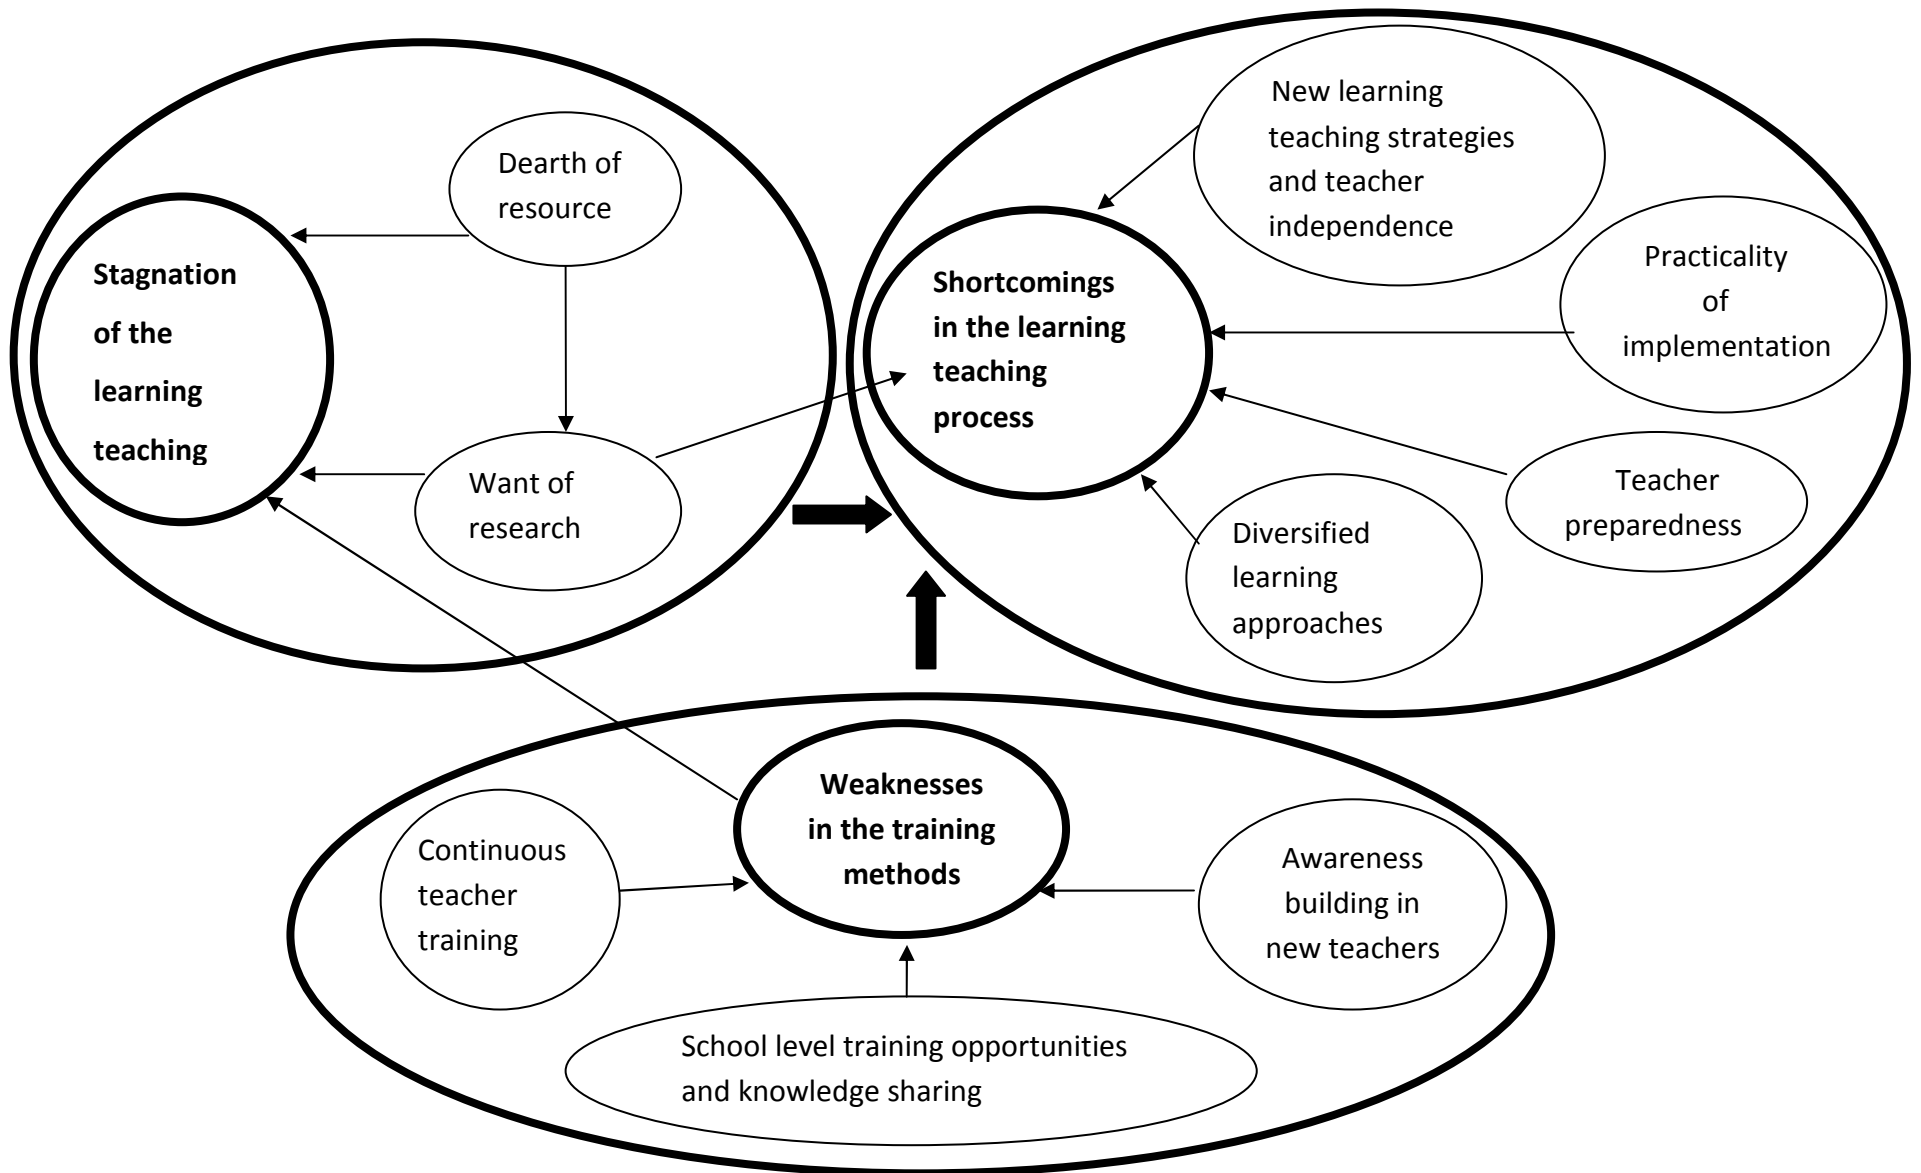 Dearth of
resource
Stagnation
of the
learning
teaching
Want of
research
New learning
teaching strategies
and teacher
independence
Practicality
of
implementation
Shortcomings
in the learning
teaching
process
Teacher
preparedness
Diversified
learning
approaches
Weaknesses
in the training
methods
Continuous
teacher
training
Awareness
building in
new teachers
School level training opportunities
and knowledge sharing